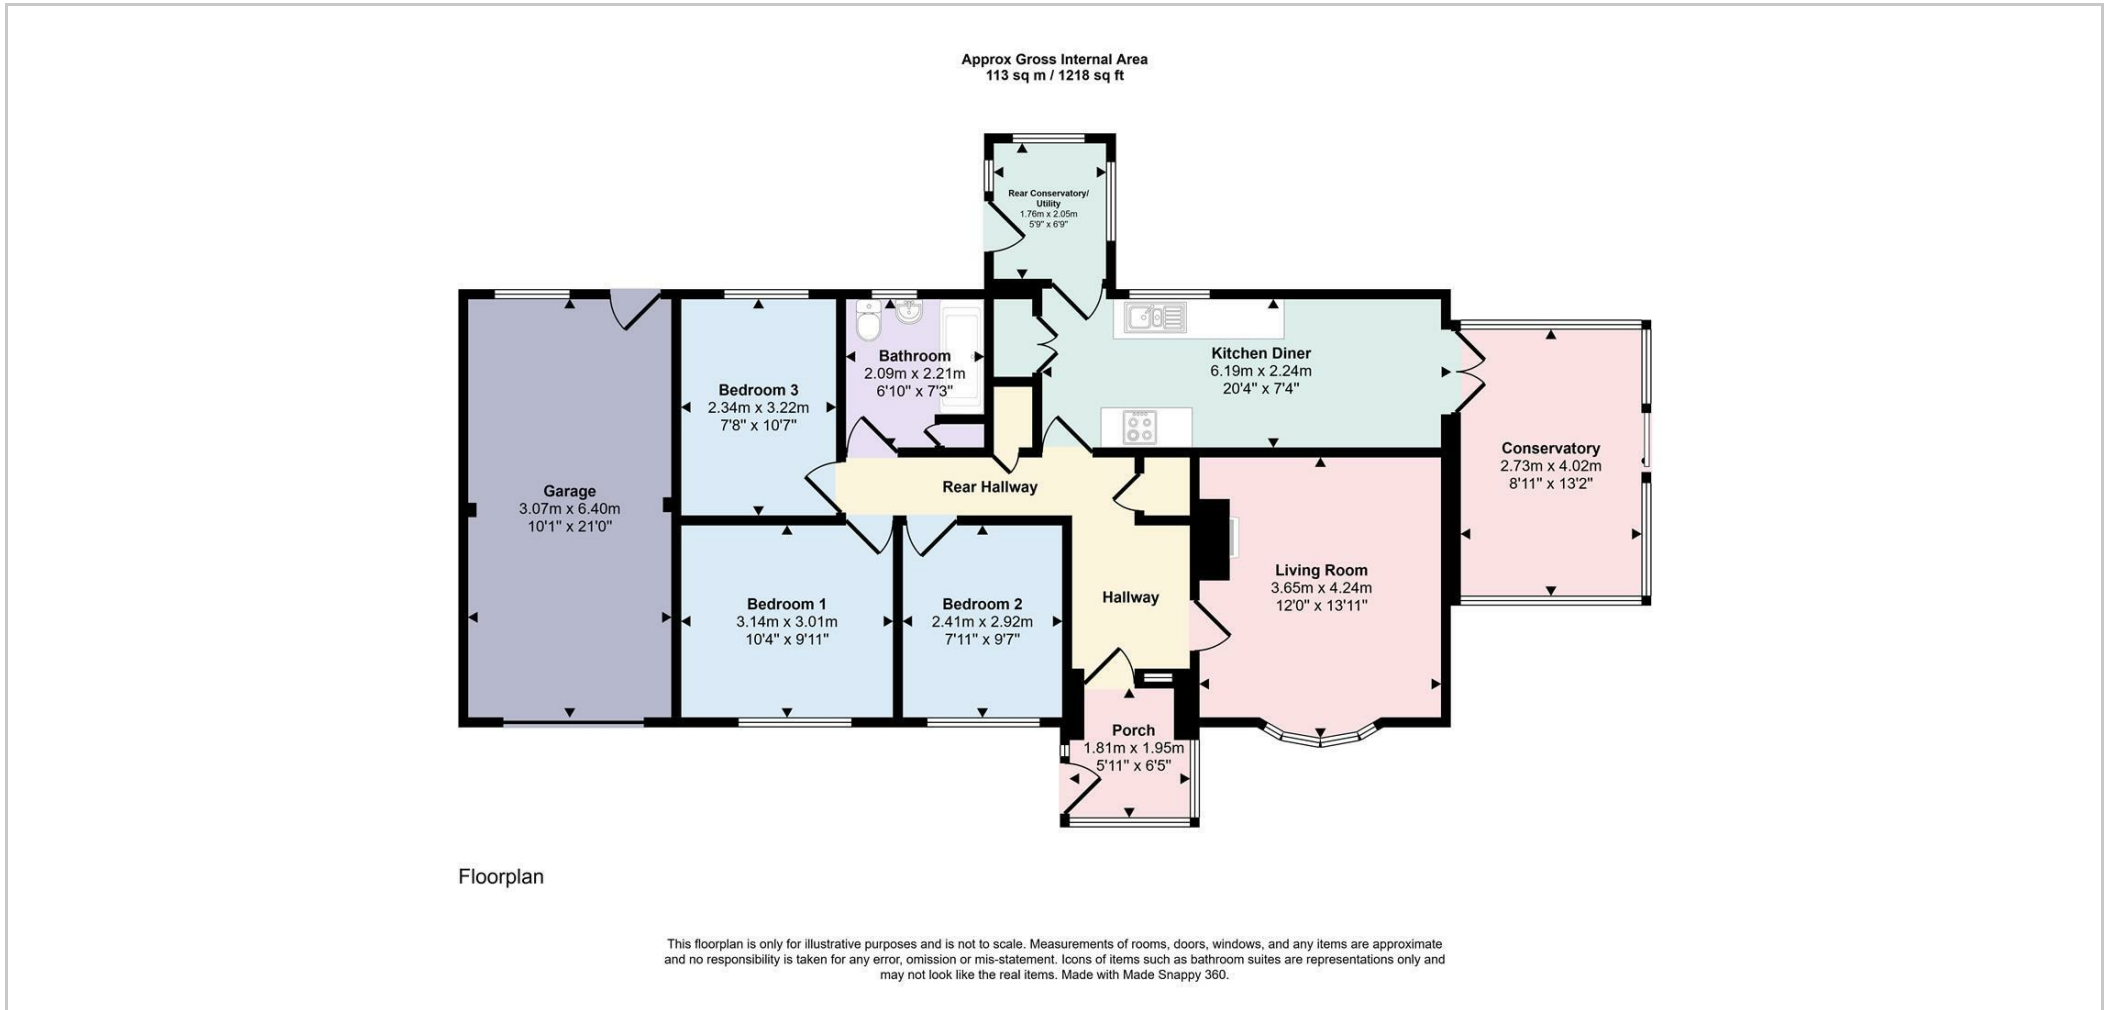 Approx Gross Internal Area
113 sq m / 1218 sq ft
Rear Conservatory/
Utility
1.76m x 2.05m
5'9" x 6'9"
Bedroom 3
2.34m x 3.22m
7'8" x 10'7"
Bathroom
2.09m x 2.21m
6'10" x 7'3"
Kitchen Diner
6.19m x 2.24m
20'4" x 7'4"
Conservatory
2.73m x 4.02m
8'11" x 13'2"
Garage
3.07m x 6.40m
10'1" x 21'0"
Rear Hallway
Living Room
3.65m x 4.24m
12'0" x 13'11"
Bedroom 1
3.14m x 3.01m
10'4" x 9'11"
Bedroom 2
2.41m x 2.92m
7'11" x 9'7"
Hallway
Porch
1.81m x 1.95m
5'11" x 6'5"
Floorplan
This floorplan is only for illustrative purposes and is not to scale. Measurements of rooms, doors, windows, and any items are approximate
and no responsibility is taken for any error, omission or mis-statement. Icons of items such as bathroom suites are representations only and
may not look like the real items. Made with Made Snappy 360.